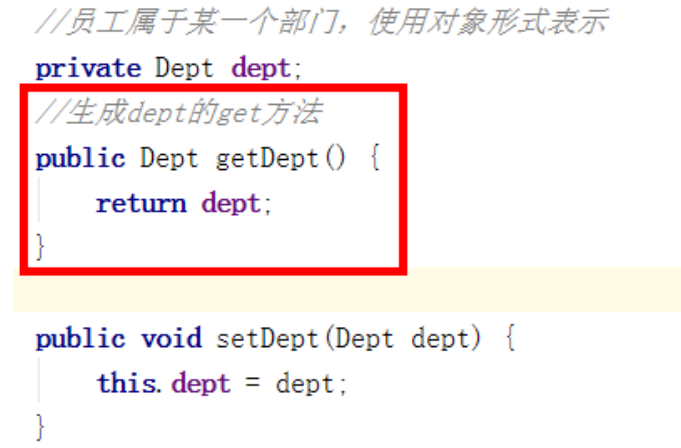 //员工属于某一个部门，使用对象形式表示
private Dept dept;
//生成dept的get方法
public Dept getDept() {
    return dept;
}
public void setDept(Dept dept) {
    this.dept = dept;
}